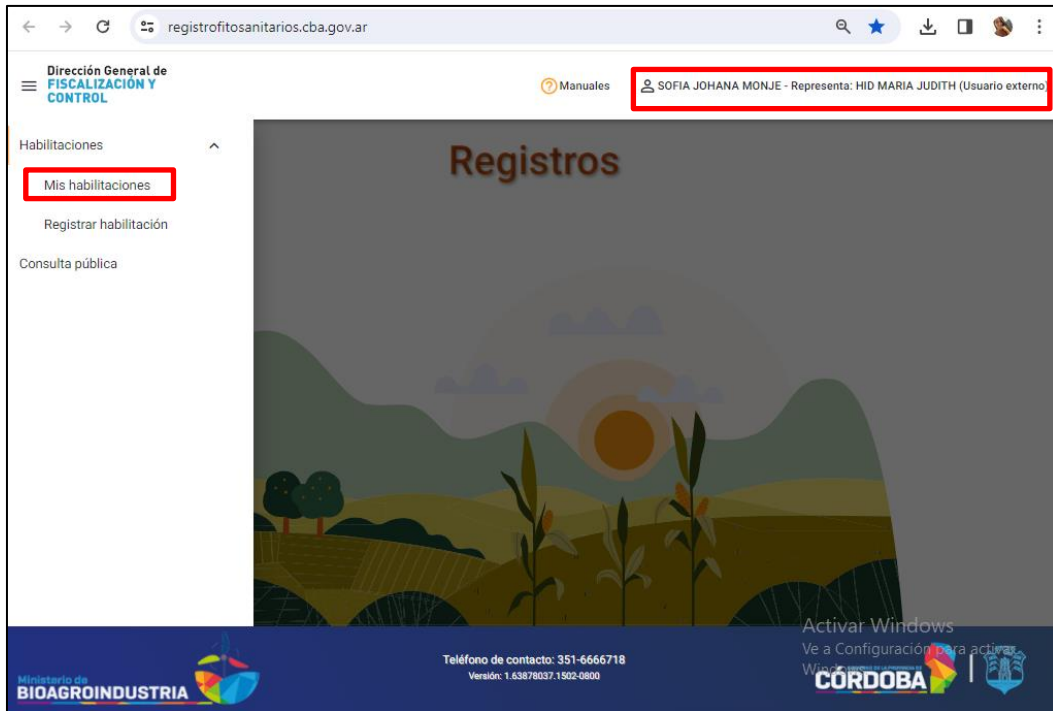 registrofitosanitarios.cba.gov.ar
Dirección General de
FISCALIZACIÓN Y
CONTROL
Manuales
SOFIA JOHANA MONJE - Representa: HID MARIA JUDITH (Usuario externo)
Habilitaciones
Mis habilitaciones
Registrar habilitación
Consulta pública
Registros
Activar Windows
Ve a Configuración para activar
Windows.
Ministerio de
BIOAGROINDUSTRIA
Teléfono de contacto: 351-6666718
Versión: 1.63878037.1502-0800
CÓRDOBA